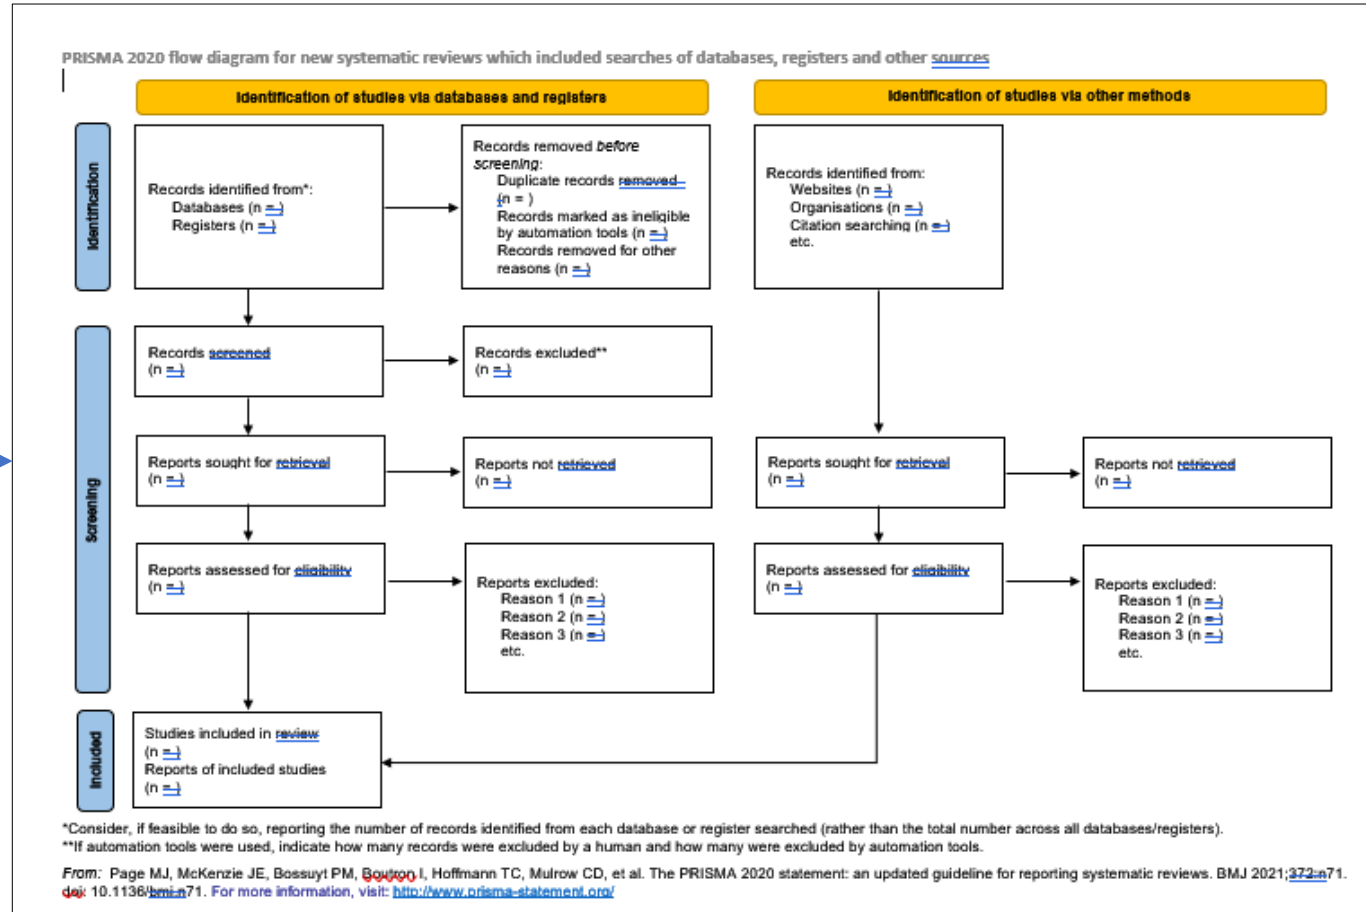 PRISMA 2020 flow diagram for new systematic reviews which included searches of databases, registers and other sources
Identification of studies via databases and registers
Identification of studies via other methods
Identification
Records identified from*:
Databases (n = )
Registers (n = )
Records removed before
screening:
Duplicate records removed
(n = )
Records marked as ineligible
by automation tools (n = )
Records removed for other
reasons (n = )
Records identified from:
Websites (n = )
Organisations (n = )
Citation searching (n = )
etc.
Screening
Records screened
(n = )
Records excluded**
(n = )
Reports sought for retrieval
(n = )
Reports not retrieved
(n = )
Reports sought for retrieval
(n = )
Reports not retrieved
(n = )
Reports assessed for eligibility
(n = )
Reports excluded:
Reason 1 (n = )
Reason 2 (n = )
Reason 3 (n = )
etc.
Reports assessed for eligibility
(n = )
Reports excluded:
Reason 1 (n = )
Reason 2 (n = )
Reason 3 (n = )
etc.
Included
Studies included in review
(n = )
Reports of included studies
(n = )
*Consider, if feasible to do so, reporting the number of records identified from each database or register searched (rather than the total number across all databases/registers).
**If automation tools were used, indicate how many records were excluded by a human and how many were excluded by automation tools.
From: Page MJ, McKenzie JE, Bossuyt PM, Boutron I, Hoffmann TC, Mulrow CD, et al. The PRISMA 2020 statement: an updated guideline for reporting systematic reviews. BMJ 2021;372:n71.
doi: 10.1136/bmj.n71. For more information, visit: http://www.prisma-statement.org/